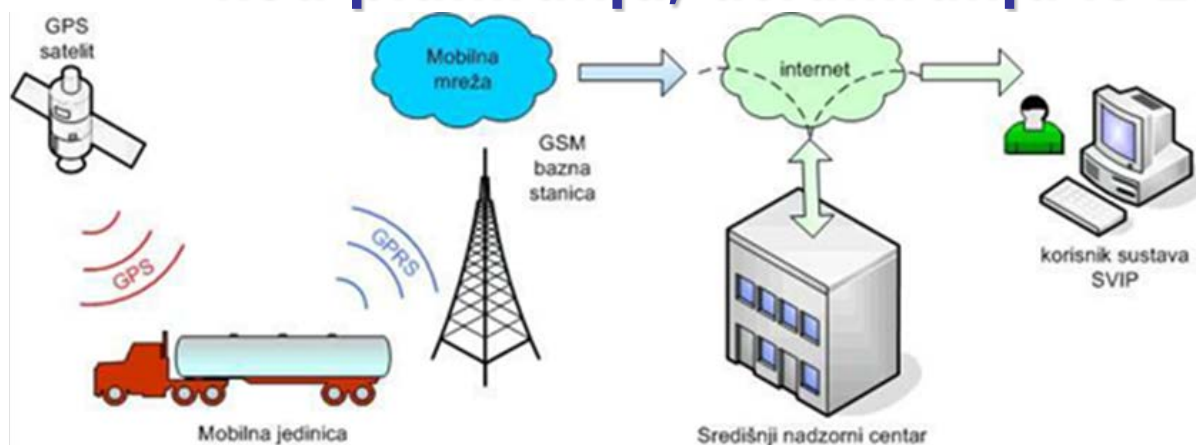 GPS
satelit
Mobilna
mreža
internet
GSM
bazna
stanica
GPS
GPRS
korisnik sustava
SVIP
Mobilna jedinica
Središnji nadzorni centar